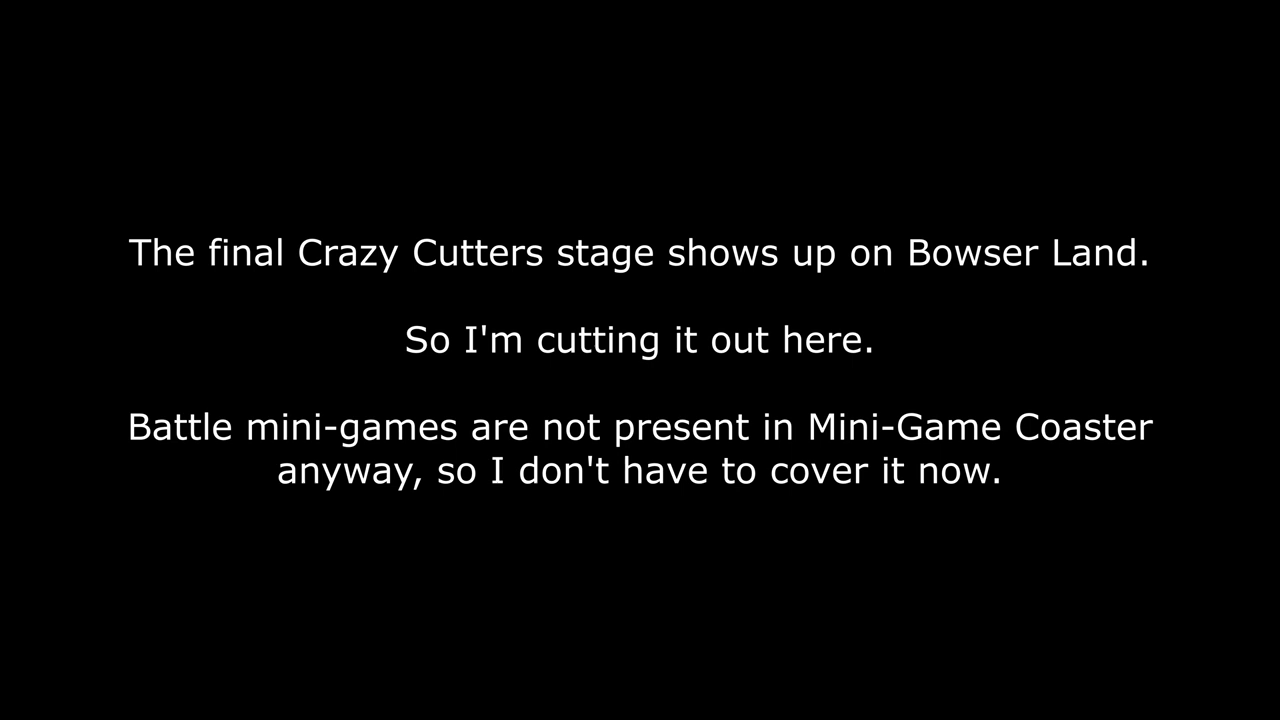 The final Crazy Cutters stage shows up on Bowser Land.
So I'm cutting it out here.
Battle mini-games are not present in Mini-Game Coaster
anyway, so I don't have to cover it now.